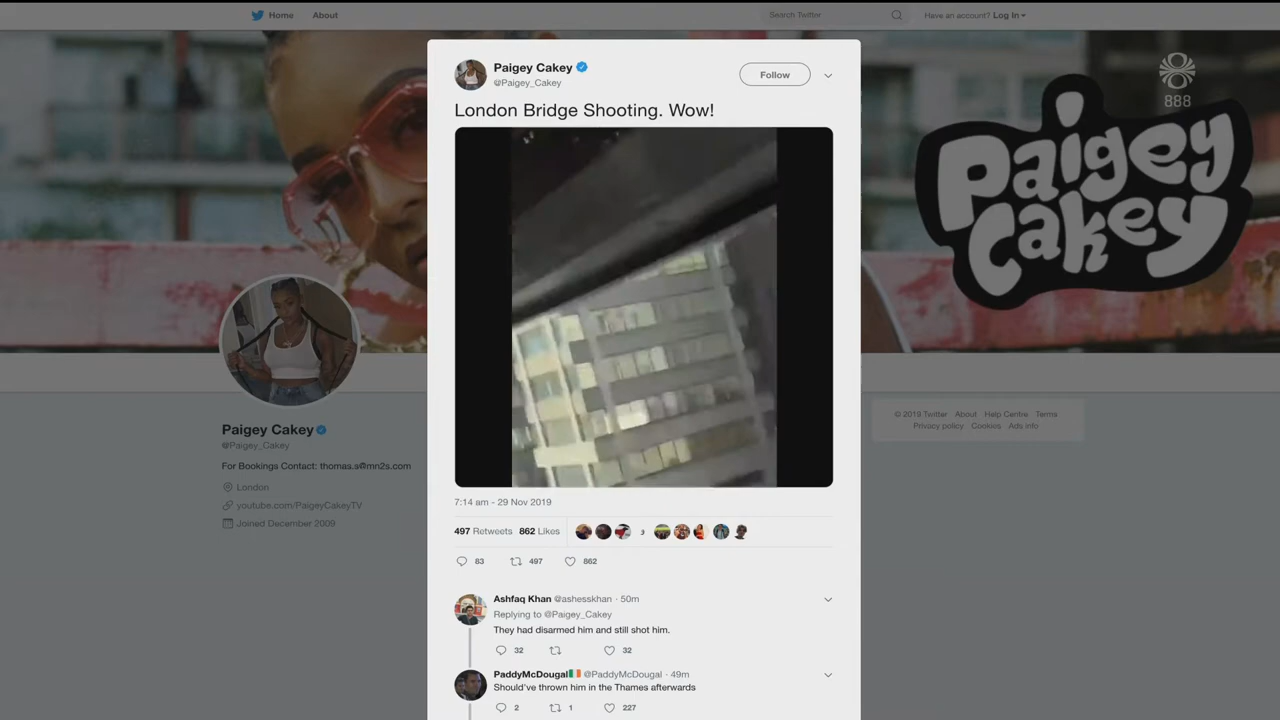 Home About Search Twitter Have an account? Log In
888
Paigey
Cakey
Paigey Cakey
@Paigey_Cakey
Follow
London Bridge Shooting. Wow!
Paigey Cakey
@Paigey_Cakey
For Bookings Contact: thomas.s@mn2s.com
London
youtube.com/PaigeyCakeyTV
Joined December 2009
© 2019 Twitter About Help Centre Terms
Privacy policy Cookies Ads info
7:14 am - 29 Nov 2019
497 Retweets 862 Likes
83 497 862
Ashfaq Khan @ashesskhan · 50m
Replying to @Paigey_Cakey
They had disarmed him and still shot him.
32 32
PaddyMcDougal🇮🇪 @PaddyMcDougal · 49m
Should've thrown him in the Thames afterwards
2 1 227